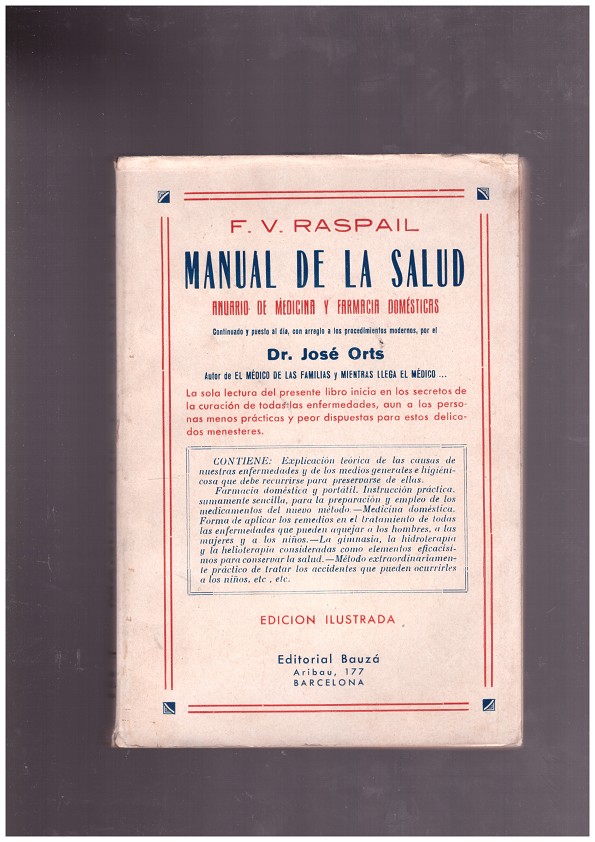 F. V. RASPAIL
MANUAL DE LA SALUD
ANUARIO DE MEDICINA Y FARMACIA DOMÉSTICAS
Continuado y puesto al día, con arreglo a los procedimientos modernos, por el
Dr. José Orts
Autor de EL MÉDICO DE LAS FAMILIAS y MIENTRAS LLEGA EL MÉDICO ...
La sola lectura del presente libro inicia en los secretos de
la curación de todas las enfermedades, aun a las perso-
nas menos prácticas y peor dispuestas para estos delica-
dos menesteres.
CONTIENE: Explicación teórica de las causas de
nuestras enfermedades y de los medios generales e higiéni-
cosa que debe recurrirse para preservarse de ellas.
Farmacia doméstica y portátil. Instrucción práctica,
sumamente sencilla, para la preparación y empleo de los
medicamentos del nuevo método.—Medicina doméstica.
Forma de aplicar los remedios en el tratamiento de todas
las enfermedades que pueden aquejar a los hombres, a las
mujeres y a los niños.—La gimnasia, la hidroterapia
y la helioterapia consideradas como elementos eficacísi-
mos para conservar la salud.—Método extraordinariamen-
te práctico de tratar los accidentes que pueden ocurrirles
a los niños, etc., etc.
EDICION ILUSTRADA
Editorial Bauzá
Aribau, 177
BARCELONA